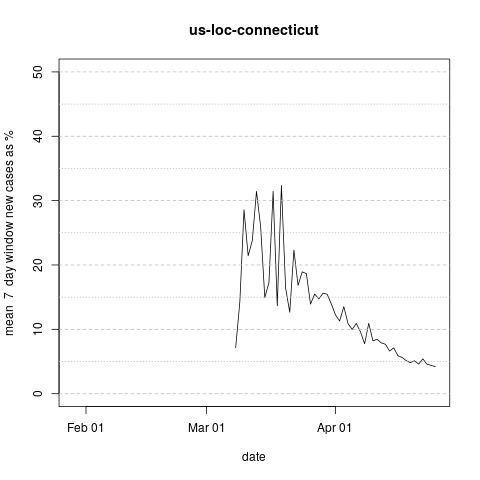 us-loc-connecticut
mean 7 day window new cases as %
50
40
30
20
10
0
Feb 01
Mar 01
Apr 01
date